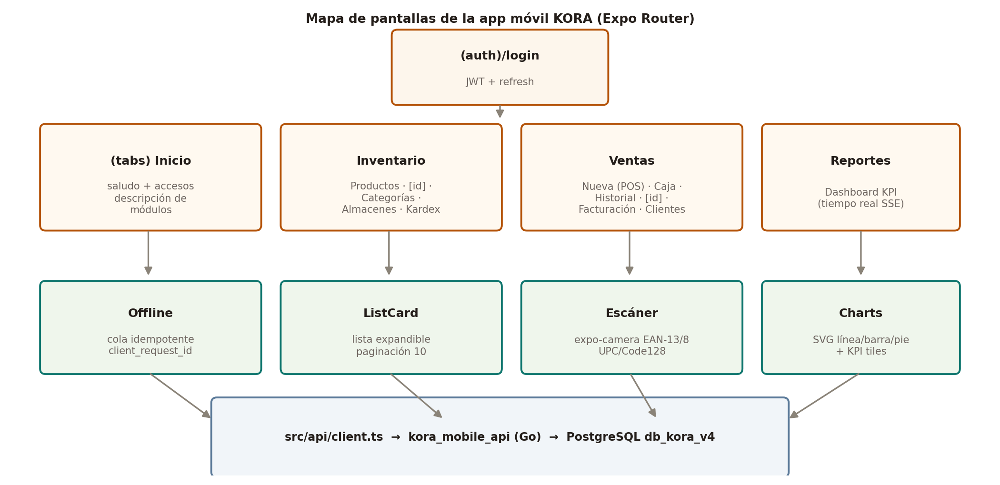 Mapa de pantallas de la app móvil KORA (Expo Router)
(auth)/login
JWT + refresh
(tabs) Inicio
saludo + accesos
descripción de
módulos
Inventario
Productos · [id] ·
Categorías ·
Almacenes · Kardex
Ventas
Nueva (POS) · Caja ·
Historial · [id] ·
Facturación · Clientes
Reportes
Dashboard KPI
(tiempo real SSE)
Offline
cola idempotente
client_request_id
ListCard
lista expandible
paginación 10
Escáner
expo-camera EAN-13/8
UPC/Code128
Charts
SVG línea/barra/pie
+ KPI tiles
src/api/client.ts → kora_mobile_api (Go) → PostgreSQL db_kora_v4